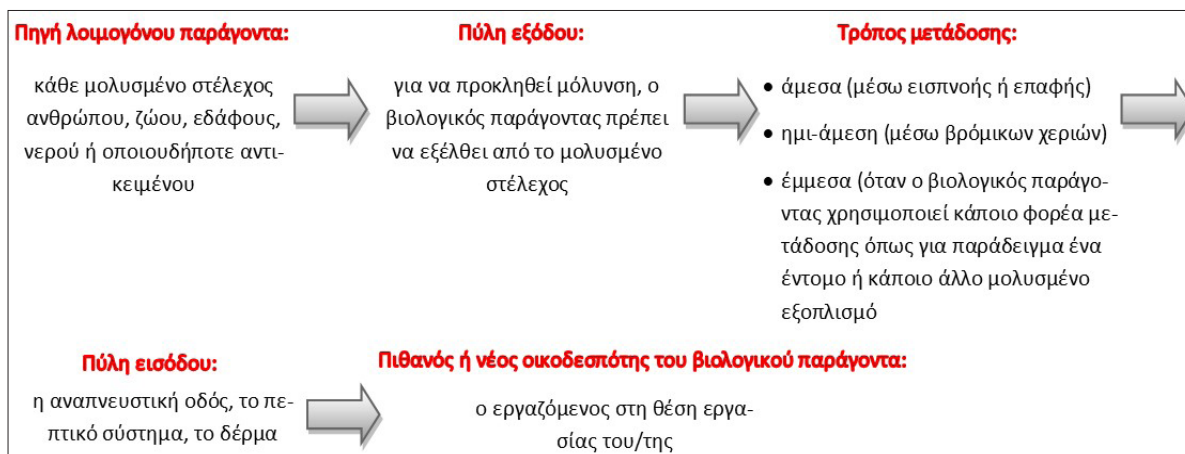 Πηγή λοιμογόνου παράγοντα:
κάθε μολυσμένο στέλεχος
ανθρώπου, ζώου, εδάφους,
νερού ή οποιουδήποτε αντι-
κειμένου
Πύλη εξόδου:
για να προκληθεί μόλυνση, ο
βιολογικός παράγοντας πρέπει
να εξέλθει από το μολυσμένο
στέλεχος
Τρόπος μετάδοσης:
• άμεσα (μέσω εισπνοής ή επαφής)
• ημι-άμεση (μέσω βρόμικων χεριών)
• έμμεσα (όταν ο βιολογικός παράγο-
ντας χρησιμοποιεί κάποιο φορέα με-
τάδοσης όπως για παράδειγμα ένα
έντομο ή κάποιο άλλο μολυσμένο
εξοπλισμό
Πύλη εισόδου:
η αναπνευστική οδός, το πε-
πτικό σύστημα, το δέρμα
Πιθανός ή νέος οικοδεσπότης του βιολογικού παράγοντα:
ο εργαζόμενος στη θέση εργα-
σίας του/της